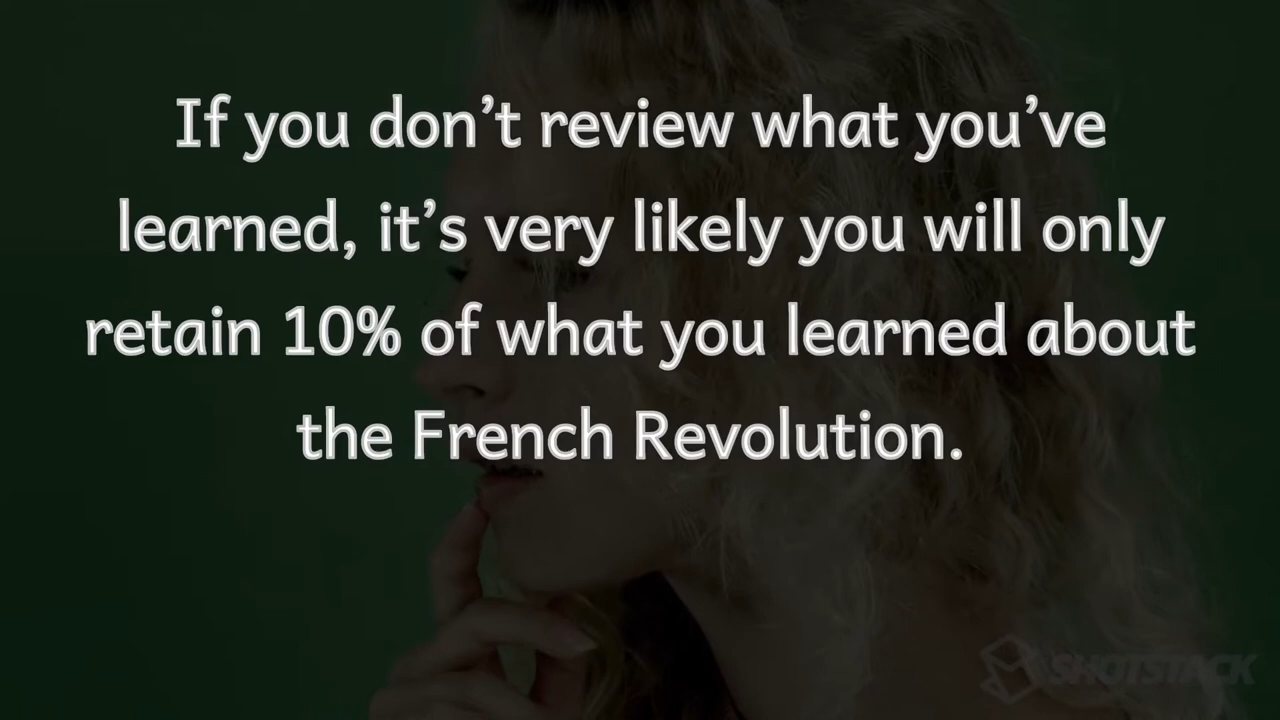 If you don’t review what you’ve
learned, it’s very likely you will only
retain 10% of what you learned about
the French Revolution.
SHOTSTACK